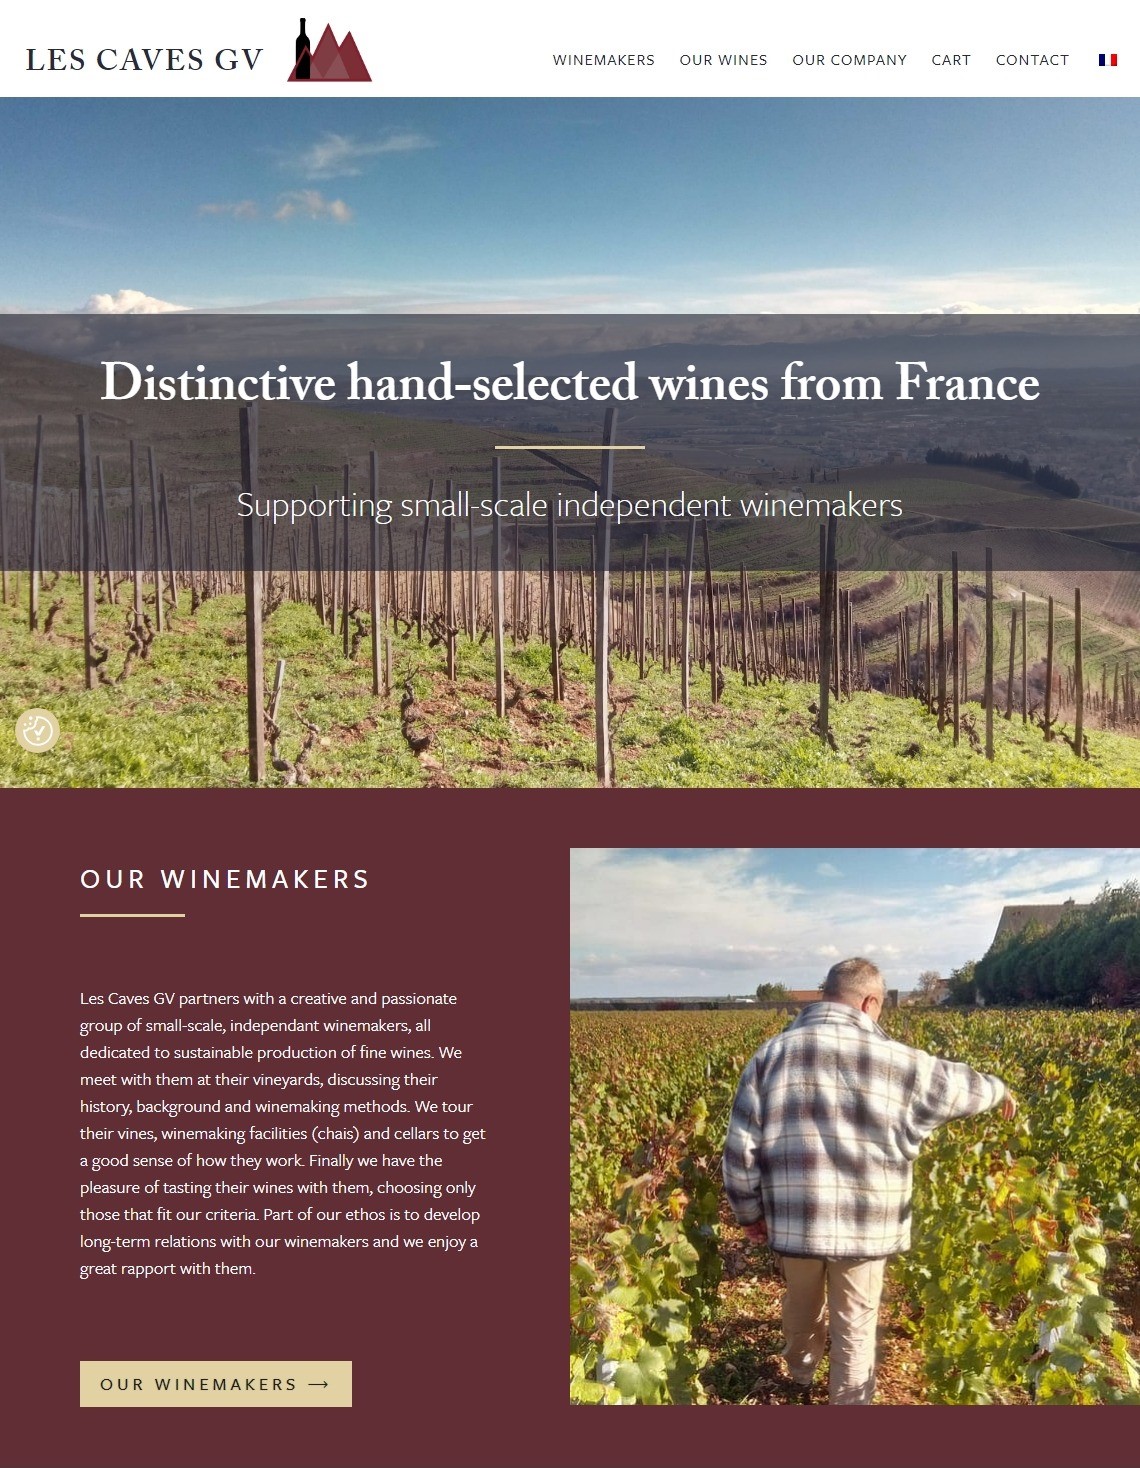 LES CAVES GV
WINEMAKERS OUR WINES OUR COMPANY CART CONTACT
Distinctive hand-selected wines from France
Supporting small-scale independent winemakers
OUR WINEMAKERS
Les Caves GV partners with a creative and passionate
group of small-scale, independant winemakers, all
dedicated to sustainable production of fine wines. We
meet with them at their vineyards, discussing their
history, background and winemaking methods. We tour
their vines, winemaking facilities (chais) and cellars to get
a good sense of how they work. Finally we have the
pleasure of tasting their wines with them, choosing only
those that fit our criteria. Part of our ethos is to develop
long-term relations with our winemakers and we enjoy a
great rapport with them.
OUR WINEMAKERS →